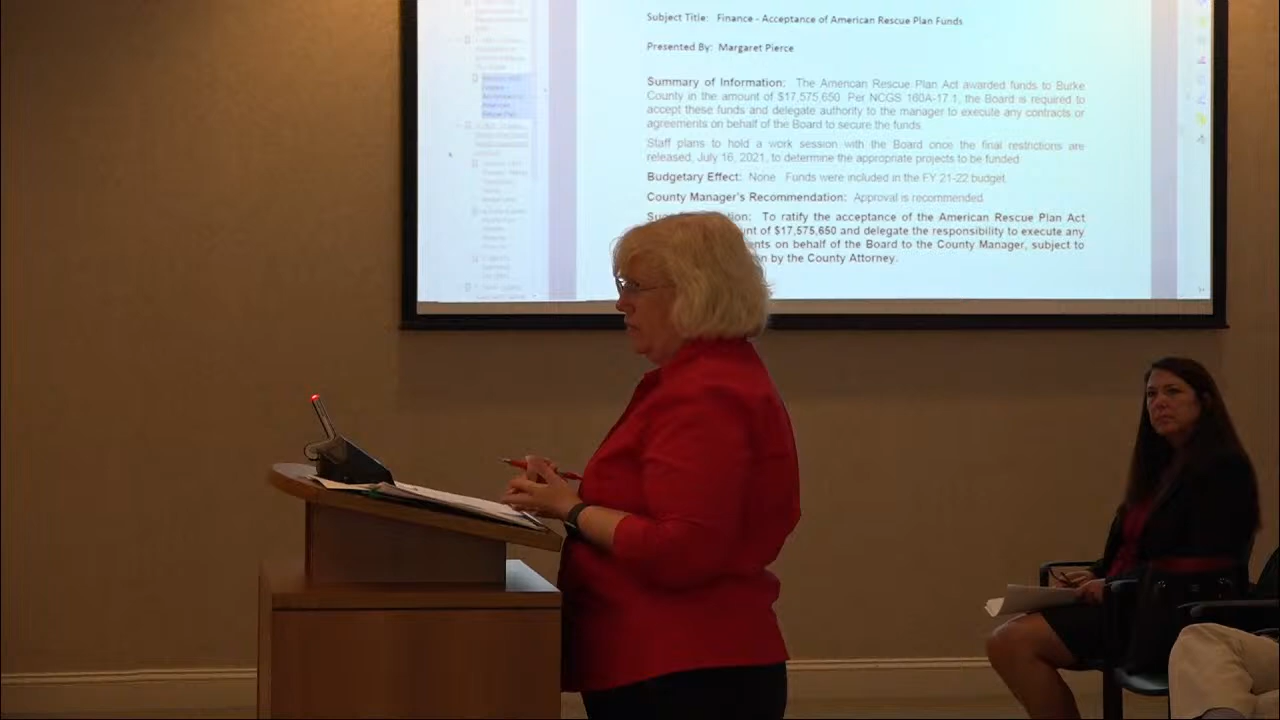 Subject Title: Finance - Acceptance of American Rescue Plan Funds
Presented By: Margaret Pierce
Summary of Information: The American Rescue Plan Act awarded funds to Burke
County in the amount of $17,575,650 Per NCGS 160A-17.1, the Board is required to
accept these funds and delegate authority to the manager to execute any contracts or
agreements on behalf of the Board to secure the funds.
Staff plans to hold a work session with the Board once the final restrictions are
released, July 16, 2021, to determine the appropriate projects to be funded.
Budgetary Effect: None Funds were included in the FY 21-22 budget.
County Manager's Recommendation: Approval is recommended.
tion: To ratify the acceptance of the American Rescue Plan Act
unt of $17,575,650 and delegate the responsibility to execute any
nts on behalf of the Board to the County Manager, subject to
n by the County Attorney.